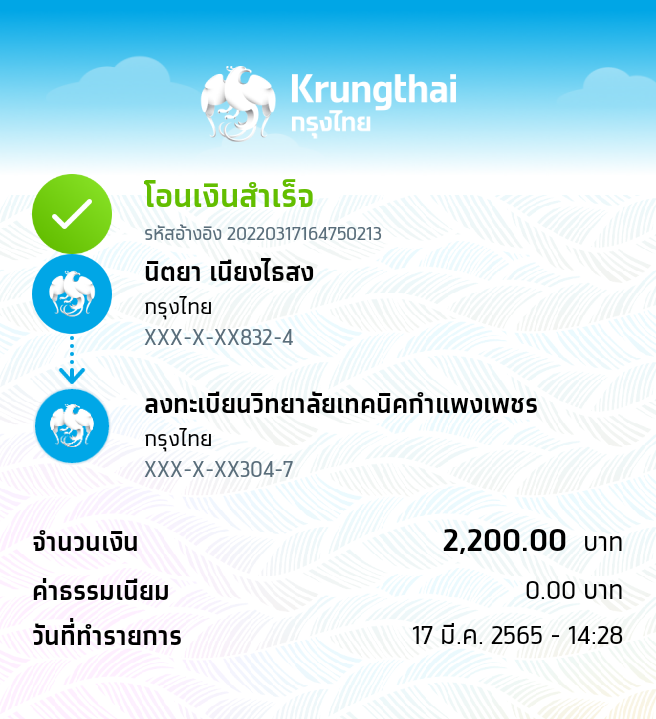 Krungthai
กรุงไทย
โอนเงินสำเร็จ
รหัสอ้างอิง 20220317164750213
นิตยา เนียงไธสง
กรุงไทย
XXX-X-XX832-4
ลงทะเบียนวิทยาลัยเทคนิคกำแพงเพชร
กรุงไทย
XXX-X-XX304-7
จำนวนเงิน 2,200.00 บาท
ค่าธรรมเนียม 0.00 บาท
วันที่ทำรายการ 17 มี.ค. 2565 - 14:28